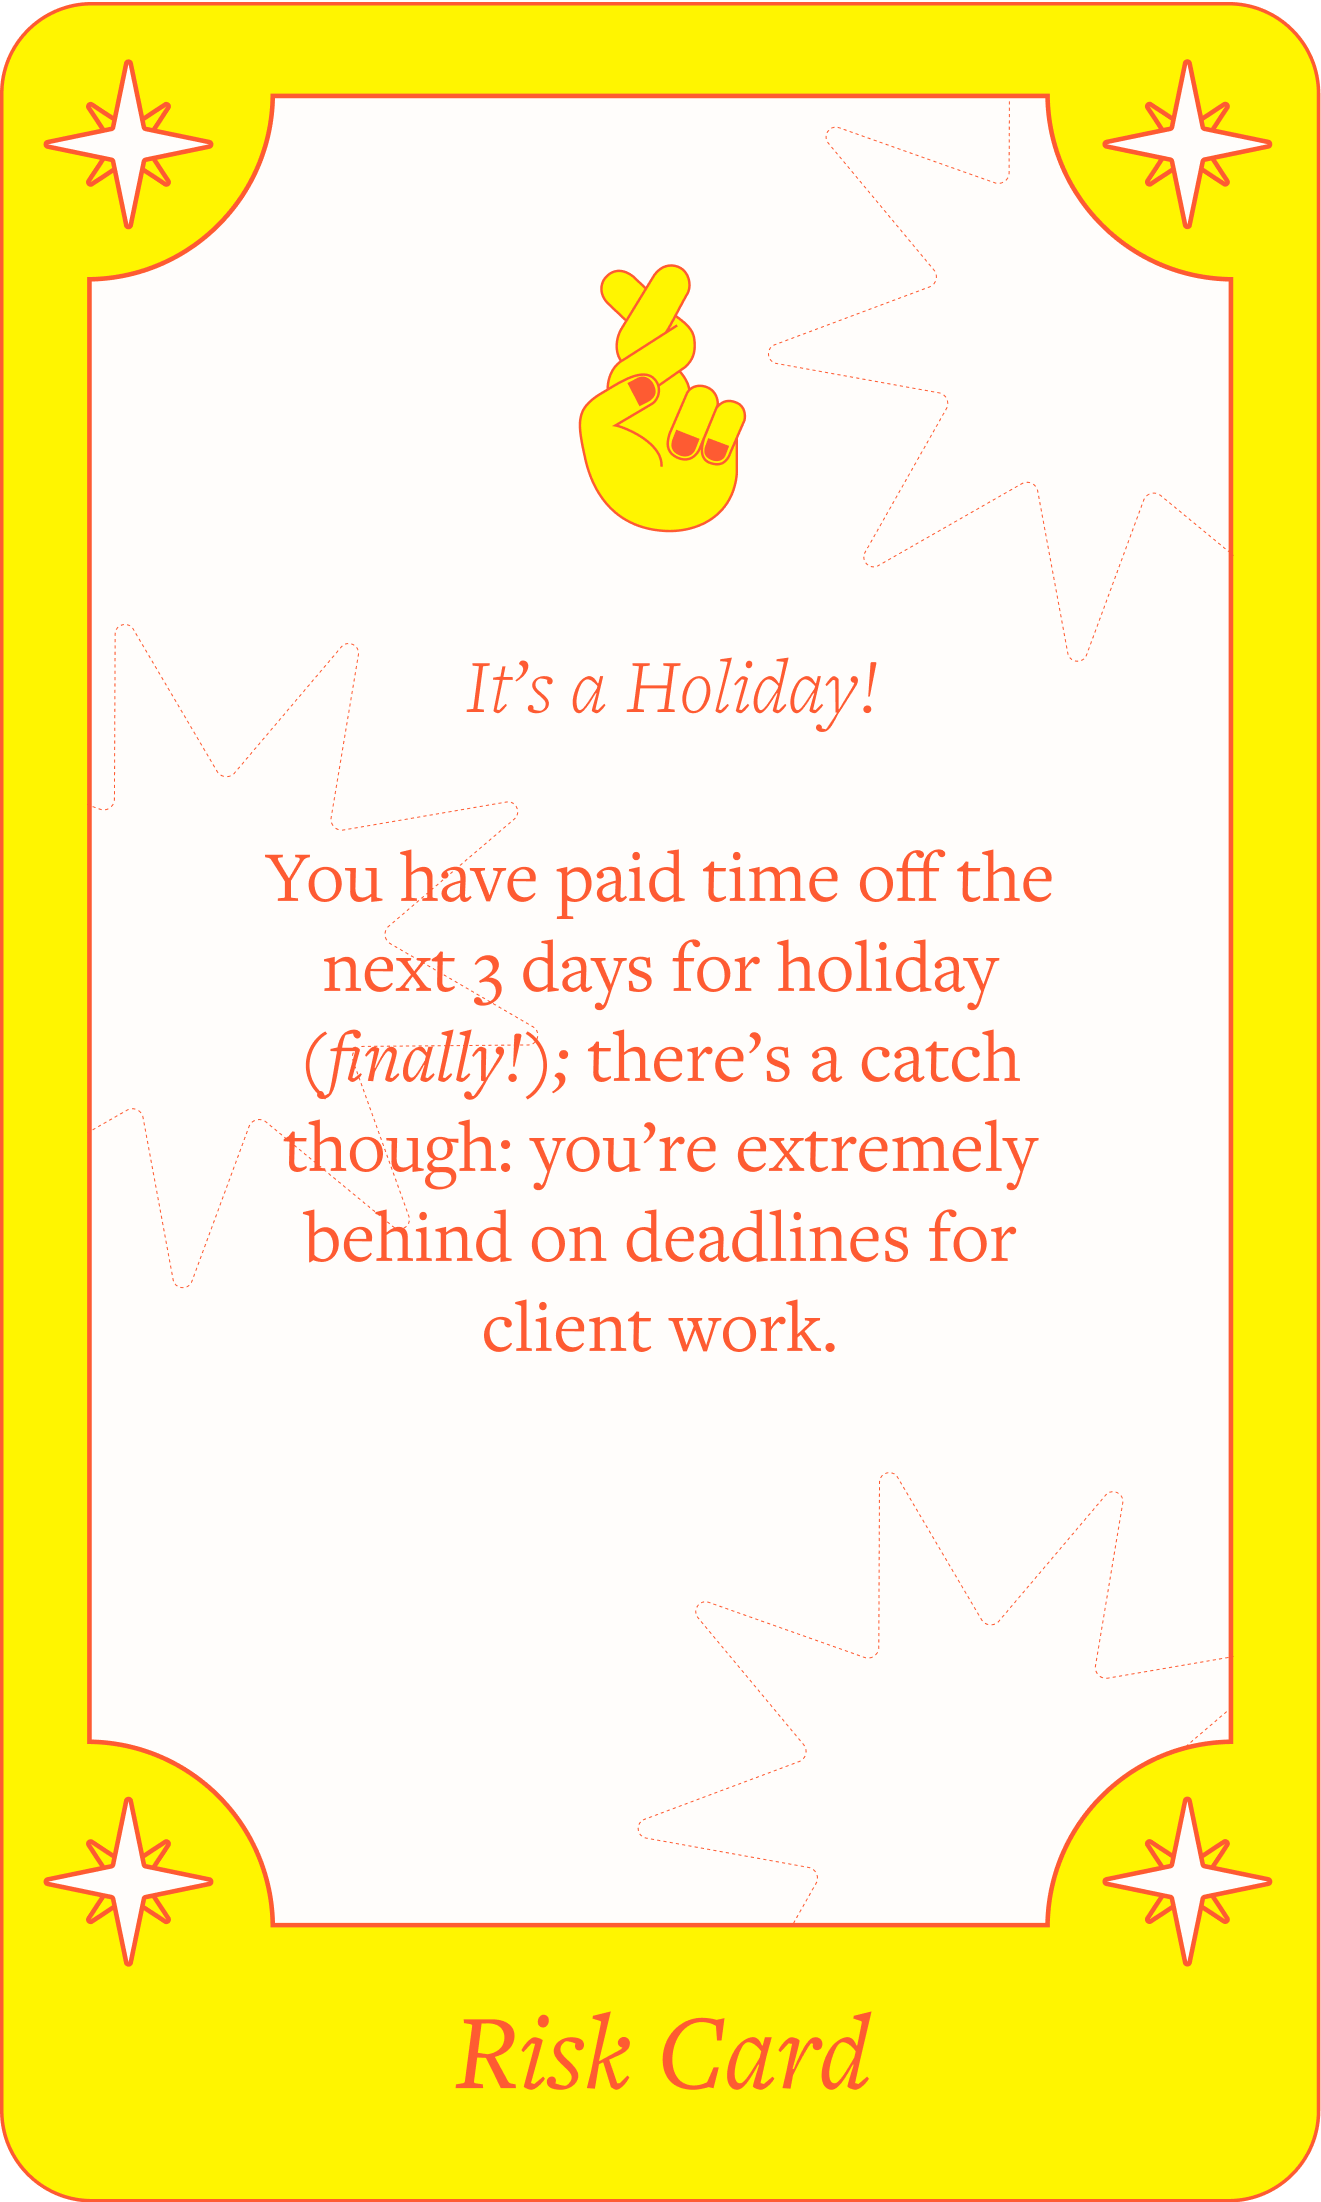 It’s a Holiday!
You have paid time off the
next 3 days for holiday
(finally!); there’s a catch
though: you’re extremely
behind on deadlines for
client work.
Risk Card